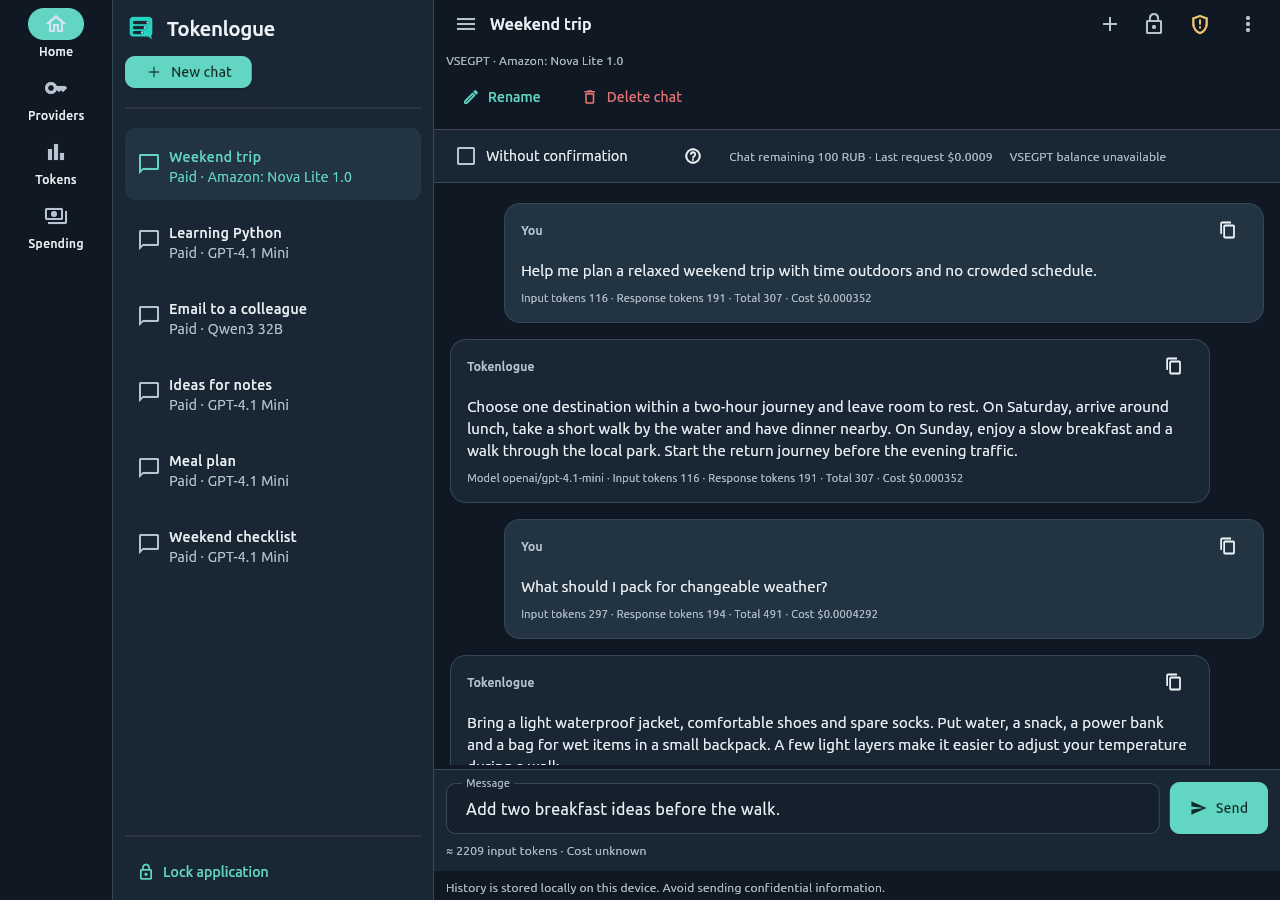 Home
Providers
Tokens
Spending
Tokenlogue
New chat
Weekend trip
Paid · Amazon: Nova Lite 1.0
Learning Python
Paid · GPT-4.1 Mini
Email to a colleague
Paid · Qwen3 32B
Ideas for notes
Paid · GPT-4.1 Mini
Meal plan
Paid · GPT-4.1 Mini
Weekend checklist
Paid · GPT-4.1 Mini
Lock application
Weekend trip
VSEGPT · Amazon: Nova Lite 1.0
Rename
Delete chat
Without confirmation
Chat remaining 100 RUB · Last request $0.0009
VSEGPT balance unavailable
You
Help me plan a relaxed weekend trip with time outdoors and no crowded schedule.
Input tokens 116 · Response tokens 191 · Total 307 · Cost $0.000352
Tokenlogue
Choose one destination within a two-hour journey and leave room to rest. On Saturday, arrive around
lunch, take a short walk by the water and have dinner nearby. On Sunday, enjoy a slow breakfast and a
walk through the local park. Start the return journey before the evening traffic.
Model openai/gpt-4.1-mini · Input tokens 116 · Response tokens 191 · Total 307 · Cost $0.000352
You
What should I pack for changeable weather?
Input tokens 297 · Response tokens 194 · Total 491 · Cost $0.0004292
Tokenlogue
Bring a light waterproof jacket, comfortable shoes and spare socks. Put water, a snack, a power bank
and a bag for wet items in a small backpack. A few light layers make it easier to adjust your temperature
during a walk.
Message
Add two breakfast ideas before the walk.
Send
≈ 2209 input tokens · Cost unknown
History is stored locally on this device. Avoid sending confidential information.